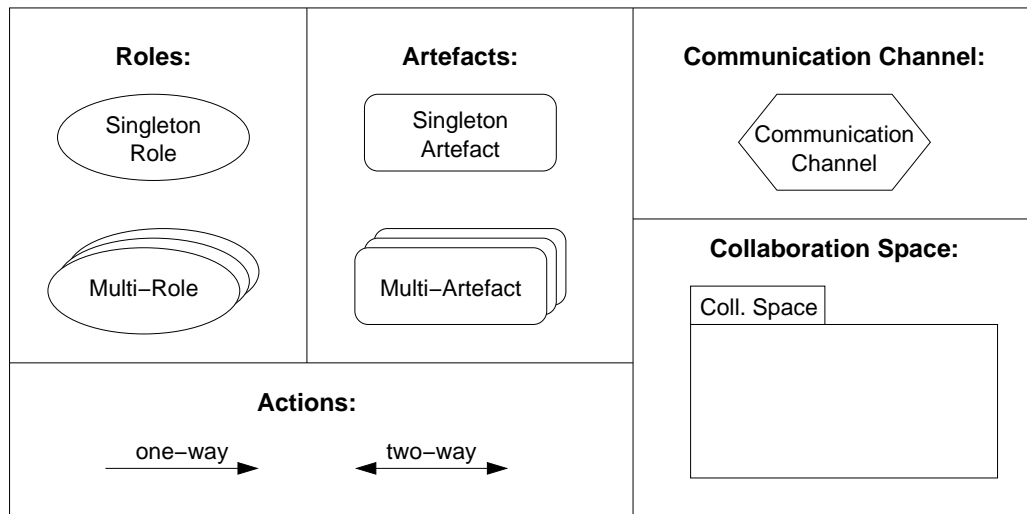 Roles:
Singleton
Role
Multi−Role
Artefacts:
Singleton
Artefact
Multi−Artefact
Communication Channel:
Communication
Channel
Collaboration Space:
Coll. Space
Actions:
one−way
two−way